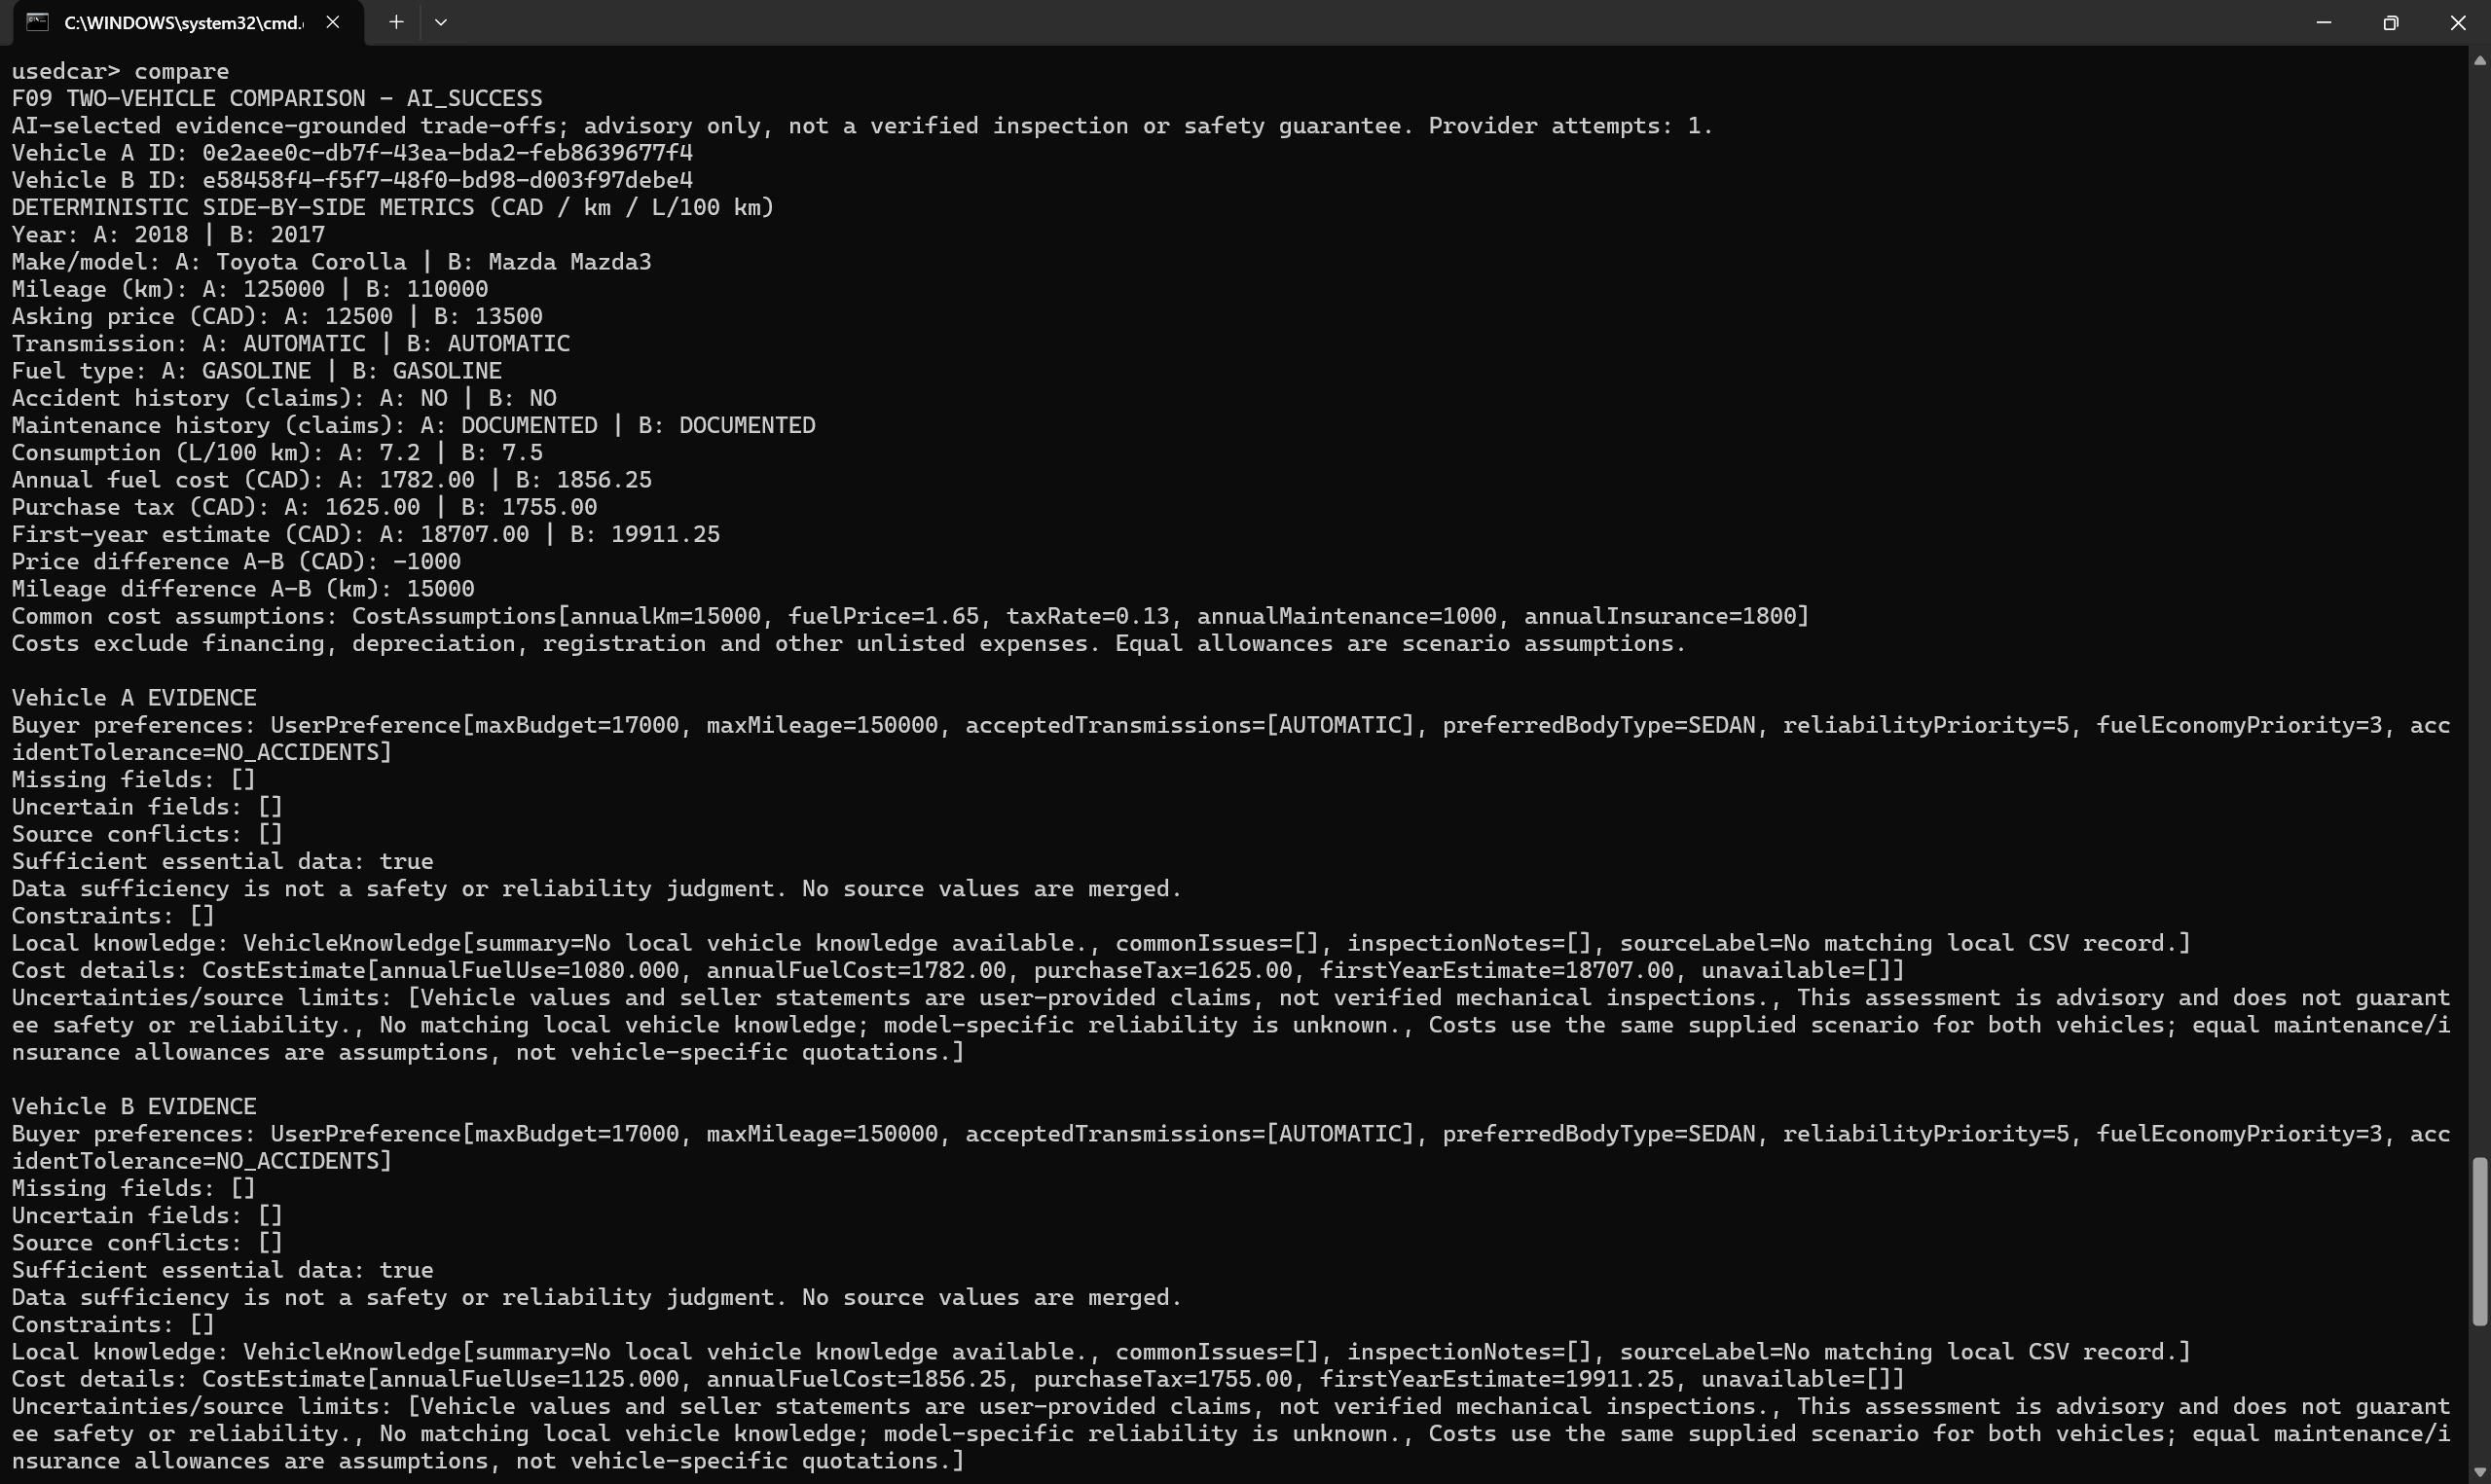 C:\WINDOWS\system32\cmd.
usedcar> compare
F09 TWO-VEHICLE COMPARISON - AI_SUCCESS
AI-selected evidence-grounded trade-offs; advisory only, not a verified inspection or safety guarantee. Provider attempts: 1.
Vehicle A ID: 0e2aee0c-db7f-43ea-bda2-feb8639677f4
Vehicle B ID: e58458f4-f5f7-48f0-bd98-d003f97debe4
DETERMINISTIC SIDE-BY-SIDE METRICS (CAD / km / L/100 km)
Year: A: 2018 | B: 2017
Make/model: A: Toyota Corolla | B: Mazda Mazda3
Mileage (km): A: 125000 | B: 110000
Asking price (CAD): A: 12500 | B: 13500
Transmission: A: AUTOMATIC | B: AUTOMATIC
Fuel type: A: GASOLINE | B: GASOLINE
Accident history (claims): A: NO | B: NO
Maintenance history (claims): A: DOCUMENTED | B: DOCUMENTED
Consumption (L/100 km): A: 7.2 | B: 7.5
Annual fuel cost (CAD): A: 1782.00 | B: 1856.25
Purchase tax (CAD): A: 1625.00 | B: 1755.00
First-year estimate (CAD): A: 18707.00 | B: 19911.25
Price difference A-B (CAD): -1000
Mileage difference A-B (km): 15000
Common cost assumptions: CostAssumptions[annualKm=15000, fuelPrice=1.65, taxRate=0.13, annualMaintenance=1000, annualInsurance=1800]
Costs exclude financing, depreciation, registration and other unlisted expenses. Equal allowances are scenario assumptions.
Vehicle A EVIDENCE
Buyer preferences: UserPreference[maxBudget=17000, maxMileage=150000, acceptedTransmissions=[AUTOMATIC], preferredBodyType=SEDAN, reliabilityPriority=5, fuelEconomyPriority=3, acc
identTolerance=NO_ACCIDENTS]
Missing fields: []
Uncertain fields: []
Source conflicts: []
Sufficient essential data: true
Data sufficiency is not a safety or reliability judgment. No source values are merged.
Constraints: []
Local knowledge: VehicleKnowledge[summary=No local vehicle knowledge available., commonIssues=[], inspectionNotes=[], sourceLabel=No matching local CSV record.]
Cost details: CostEstimate[annualFuelUse=1080.000, annualFuelCost=1782.00, purchaseTax=1625.00, firstYearEstimate=18707.00, unavailable=[]]
Uncertainties/source limits: [Vehicle values and seller statements are user-provided claims, not verified mechanical inspections., This assessment is advisory and does not guarant
ee safety or reliability., No matching local vehicle knowledge; model-specific reliability is unknown., Costs use the same supplied scenario for both vehicles; equal maintenance/i
nsurance allowances are assumptions, not vehicle-specific quotations.]
Vehicle B EVIDENCE
Buyer preferences: UserPreference[maxBudget=17000, maxMileage=150000, acceptedTransmissions=[AUTOMATIC], preferredBodyType=SEDAN, reliabilityPriority=5, fuelEconomyPriority=3, acc
identTolerance=NO_ACCIDENTS]
Missing fields: []
Uncertain fields: []
Source conflicts: []
Sufficient essential data: true
Data sufficiency is not a safety or reliability judgment. No source values are merged.
Constraints: []
Local knowledge: VehicleKnowledge[summary=No local vehicle knowledge available., commonIssues=[], inspectionNotes=[], sourceLabel=No matching local CSV record.]
Cost details: CostEstimate[annualFuelUse=1125.000, annualFuelCost=1856.25, purchaseTax=1755.00, firstYearEstimate=19911.25, unavailable=[]]
Uncertainties/source limits: [Vehicle values and seller statements are user-provided claims, not verified mechanical inspections., This assessment is advisory and does not guarant
ee safety or reliability., No matching local vehicle knowledge; model-specific reliability is unknown., Costs use the same supplied scenario for both vehicles; equal maintenance/i
nsurance allowances are assumptions, not vehicle-specific quotations.]